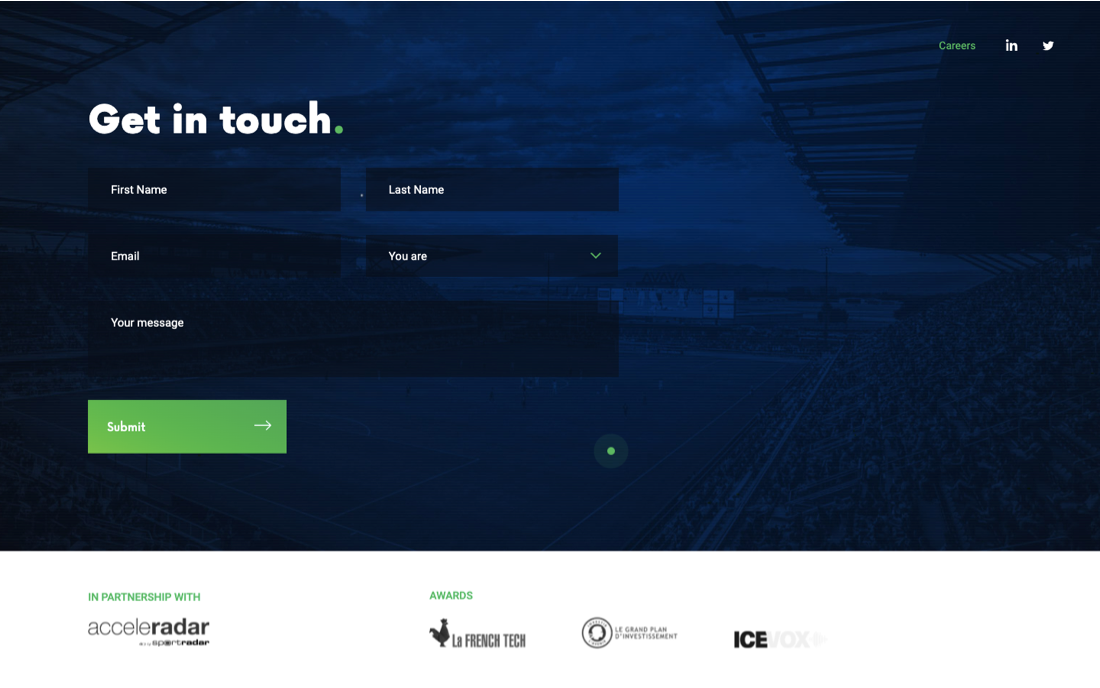 Careers
Get in touch.
First Name
Last Name
Email
You are
Your message
Submit
IN PARTNERSHIP WITH
AWARDS
acceleradar
sportradar
La FRENCH TECH
LE GRAND PLAN
D'INVESTISSEMENT
ICEVOX